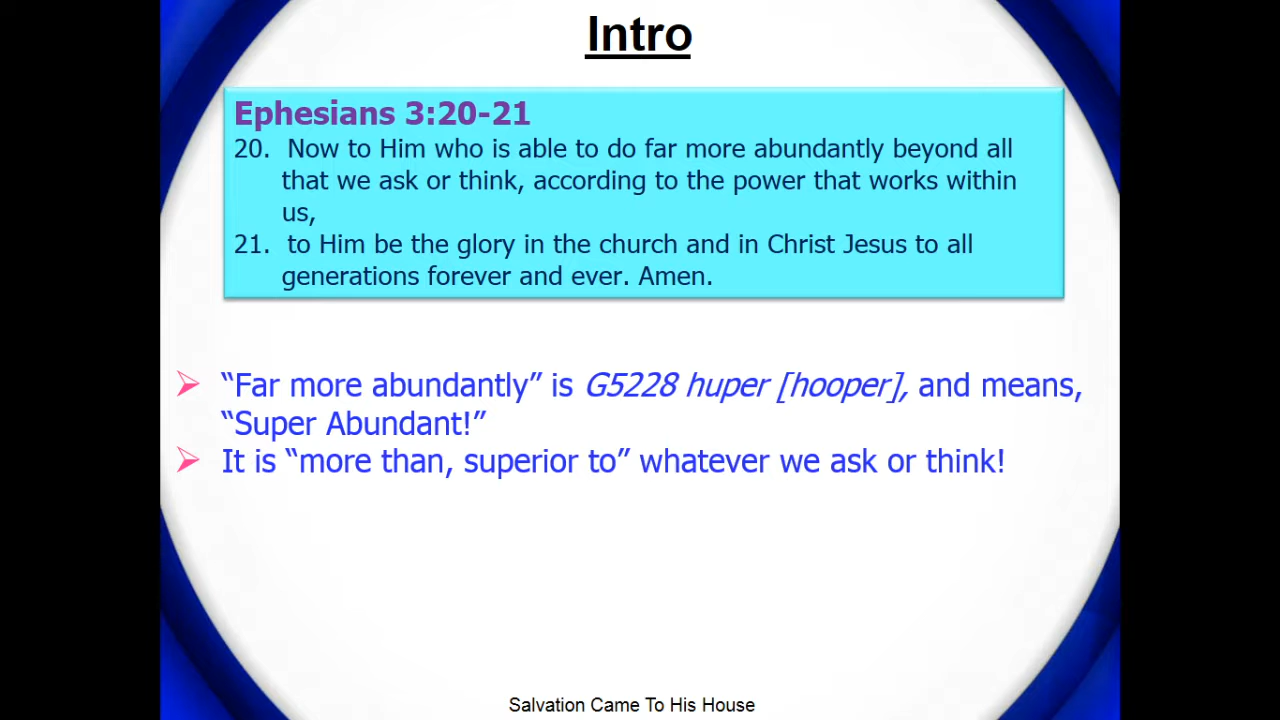 Intro
Ephesians 3:20-21
20. Now to Him who is able to do far more abundantly beyond all
that we ask or think, according to the power that works within
us,
21. to Him be the glory in the church and in Christ Jesus to all
generations forever and ever. Amen.
➢ “Far more abundantly” is G5228 huper [hooper], and means,
“Super Abundant!”
➢ It is “more than, superior to” whatever we ask or think!
Salvation Came To His House